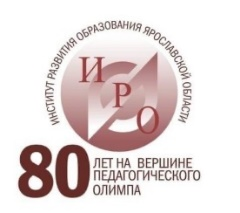 ИНСТИТУТ РАЗВИТИЯ ОБРАЗОВАНИЯ ЯРОСЛАВСКОЙ ОБЛАСТИ
И
Р
О
80 ЛЕТ НА ВЕРШИНЕ
ПЕДАГОГИЧЕСКОГО
ОЛИМПА